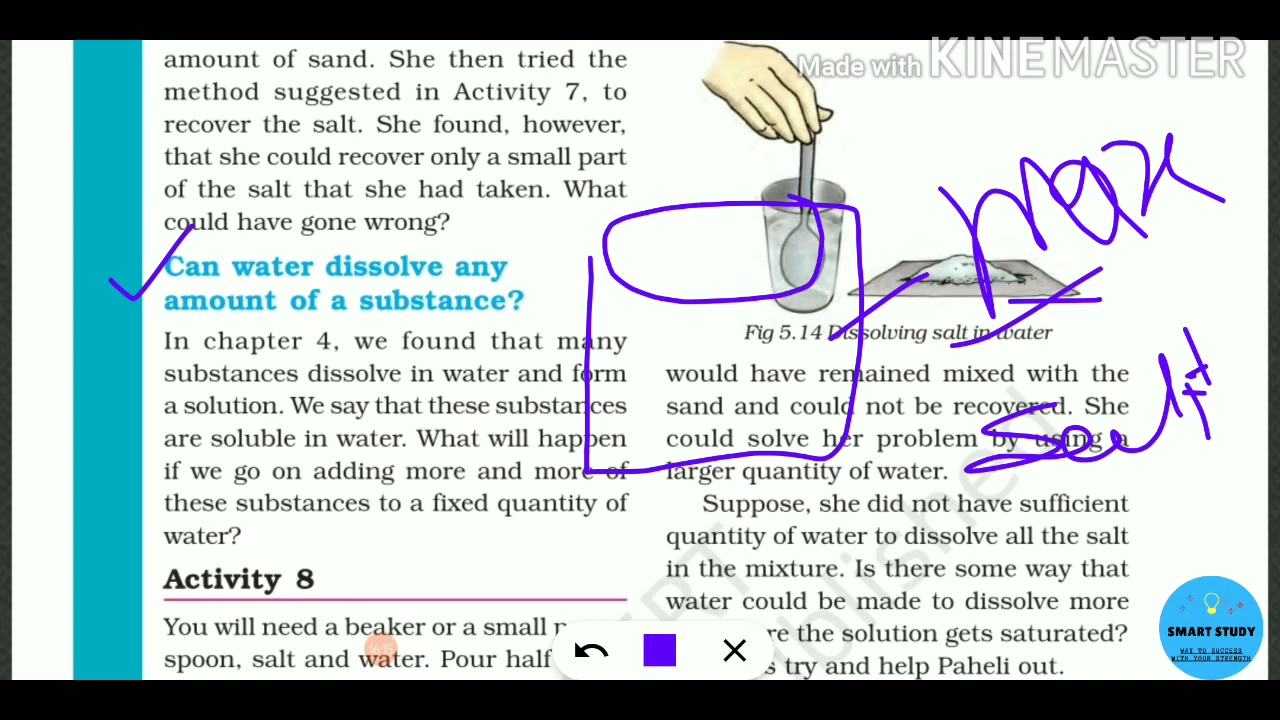 Made with KINEMASTER
amount of sand. She then tried the
method suggested in Activity 7, to
recover the salt. She found, however,
that she could recover only a small part
of the salt that she had taken. What
could have gone wrong?
Can water dissolve any
amount of a substance?
In chapter 4, we found that many
substances dissolve in water and form
a solution. We say that these substances
are soluble in water. What will happen
if we go on adding more and more of
these substances to a fixed quantity of
water?
Activity 8
You will need a beaker or a small
spoon, salt and water. Pour half
16:15
max
Fig 5.14 Dissolving salt in water
would have remained mixed with the
sand and could not be recovered. She
could solve her problem by using a
larger quantity of water.
Suppose, she did not have sufficient
quantity of water to dissolve all the salt
in the mixture. Is there some way that
water could be made to dissolve more
the solution gets saturated?
try and help Paheli out.
SMART STUDY
WAY TO SUCCESS
WITH YOUR STRENGTH